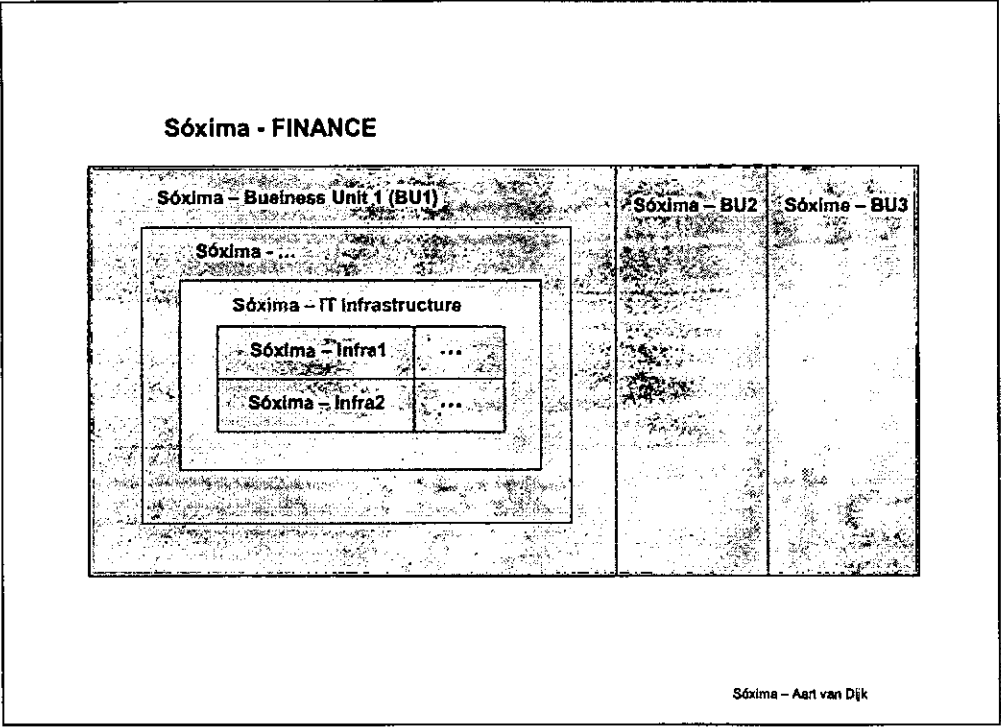 Sóxima - FINANCE
Sóxima – Business Unit 1 (BU1)
Sóxima – BU2
Sóxima – BU3
Sóxima - ...
Sóxima – IT infrastructure
Sóxima – Infra1
...
Sóxima – Infra2
...
Sóxima – Aart van Dijk